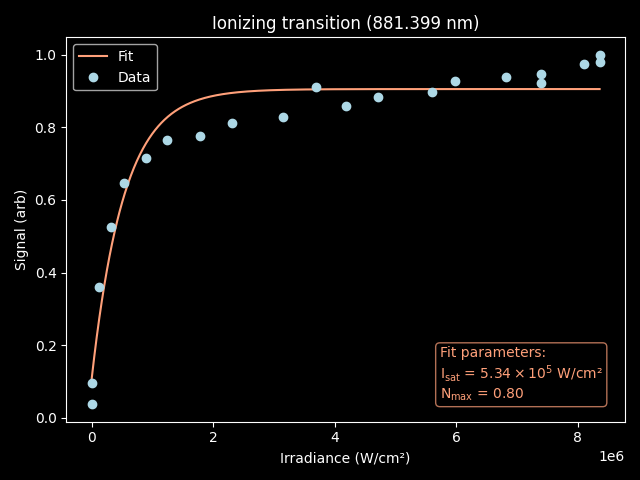 Ionizing transition (881.399 nm)
Fit
Data
Signal (arb)
1.0
0.8
0.6
0.4
0.2
0.0
Fit parameters:
I_sat = 5.34 × 10⁵ W/cm²
N_max = 0.80
0
2
4
6
8
1e6
Irradiance (W/cm²)